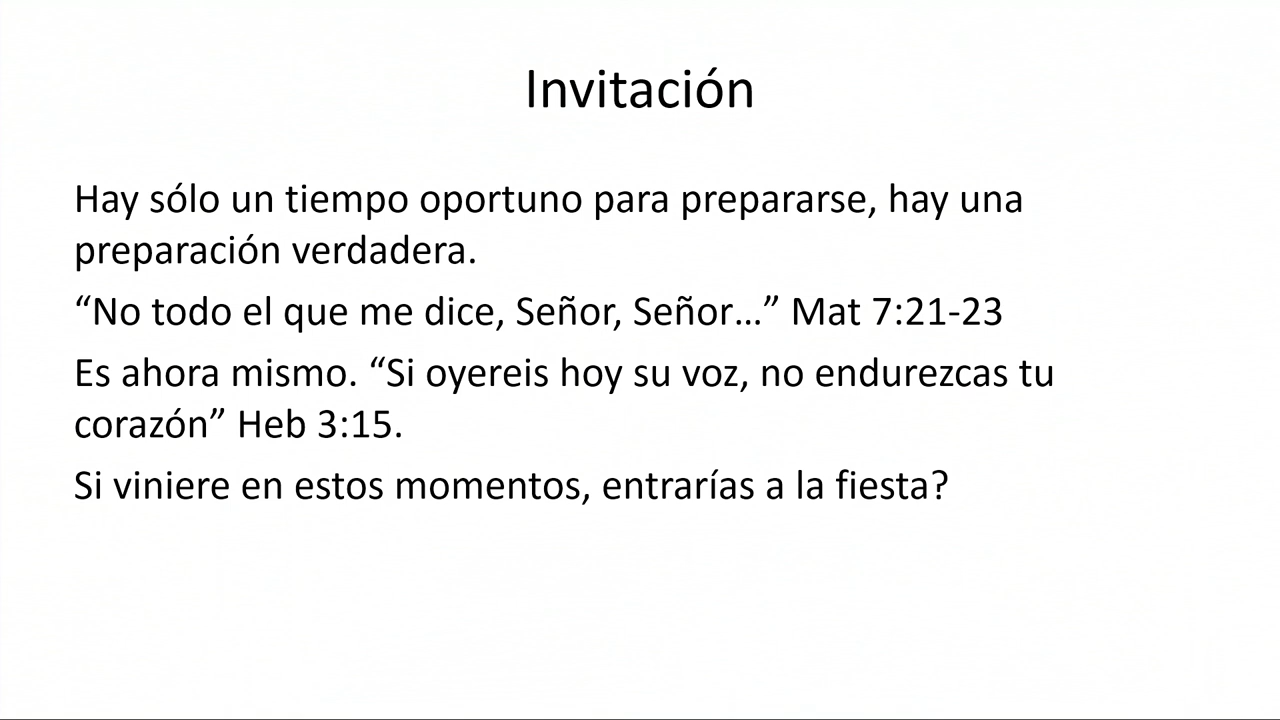 Invitación
Hay sólo un tiempo oportuno para prepararse, hay una
preparación verdadera.
“No todo el que me dice, Señor, Señor…” Mat 7:21-23
Es ahora mismo. “Si oyereis hoy su voz, no endurezcas tu
corazón” Heb 3:15.
Si viniere en estos momentos, entrarías a la fiesta?